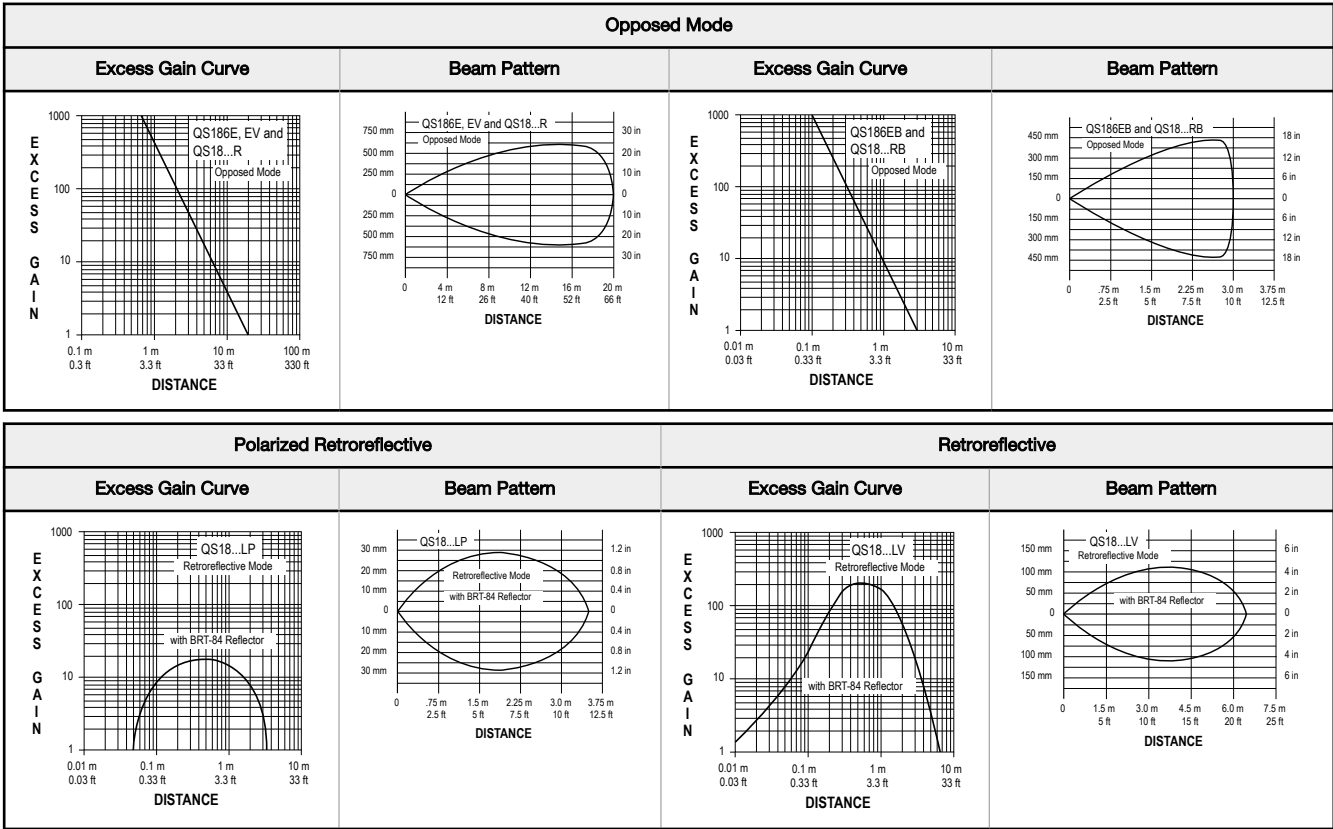 Opposed Mode
Excess Gain Curve
Beam Pattern
Excess Gain Curve
Beam Pattern
EXCESS GAIN
1000
100
10
1
QS186E, EV and
QS18...R
Opposed Mode
0.1 m 1 m 10 m 100 m
0.3 ft 3.3 ft 33 ft 330 ft
DISTANCE
QS186E, EV and QS18...R
Opposed Mode
750 mm 30 in
500 mm 20 in
250 mm 10 in
0 0
250 mm 10 in
500 mm 20 in
750 mm 30 in
0 4 m 8 m 12 m 16 m 20 m
12 ft 26 ft 40 ft 52 ft 66 ft
DISTANCE
EXCESS GAIN
1000
100
10
1
QS186EB and
QS18...RB
Opposed Mode
0.01 m 0.1 m 1 m 10 m
0.03 ft 0.33 ft 3.3 ft 33 ft
DISTANCE
QS186EB and QS18...RB
Opposed Mode
450 mm 18 in
300 mm 12 in
150 mm 6 in
0 0
150 mm 6 in
300 mm 12 in
450 mm 18 in
0 .75 m 1.5 m 2.25 m 3.0 m 3.75 m
2.5 ft 5 ft 7.5 ft 10 ft 12.5 ft
DISTANCE
Polarized Retroreflective
Retroreflective
Excess Gain Curve
Beam Pattern
Excess Gain Curve
Beam Pattern
EXCESS GAIN
1000
100
10
1
QS18...LP
Retroreflective Mode
with BRT-84 Reflector
0.01 m 0.1 m 1 m 10 m
0.03 ft 0.33 ft 3.3 ft 33 ft
DISTANCE
QS18...LP
Retroreflective Mode
with BRT-84 Reflector
30 mm 1.2 in
20 mm 0.8 in
10 mm 0.4 in
0 0
10 mm 0.4 in
20 mm 0.8 in
30 mm 1.2 in
0 .75 m 1.5 m 2.25 m 3.0 m 3.75 m
2.5 ft 5 ft 7.5 ft 10 ft 12.5 ft
DISTANCE
EXCESS GAIN
1000
100
10
1
QS18...LV
Retroreflective Mode
with BRT-84 Reflector
0.01 m 0.1 m 1 m 10 m
0.03 ft 0.33 ft 3.3 ft 33 ft
DISTANCE
QS18...LV
Retroreflective Mode
with BRT-84 Reflector
150 mm 6 in
100 mm 4 in
50 mm 2 in
0 0
50 mm 2 in
100 mm 4 in
150 mm 6 in
0 1.5 m 3.0 m 4.5 m 6.0 m 7.5 m
5 ft 10 ft 15 ft 20 ft 25 ft
DISTANCE